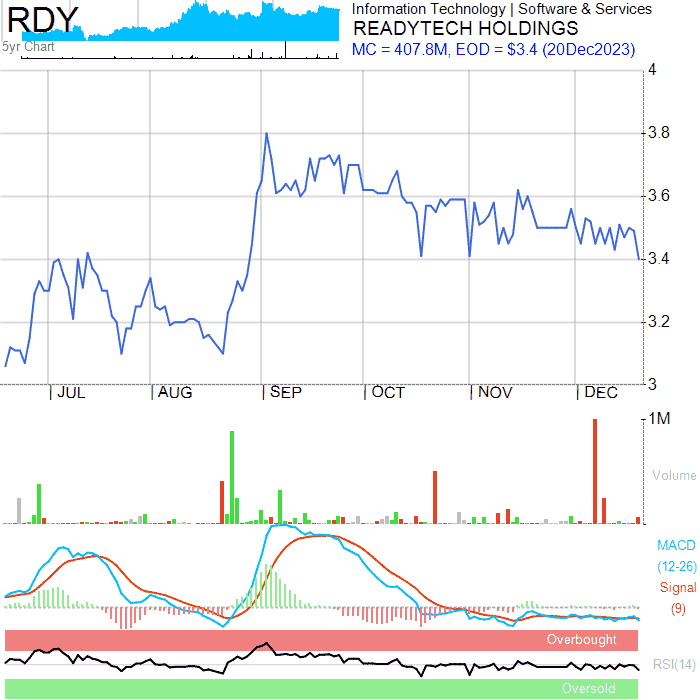 RDY
5yr Chart
Information Technology | Software & Services
READYTECH HOLDINGS
MC = 407.8M, EOD = $3.4 (20Dec2023)
4
3.8
3.6
3.4
3.2
3
JUL AUG SEP OCT NOV DEC
1M
Volume
MACD
(12-26)
Signal
(9)
Overbought
RSI(14)
Oversold